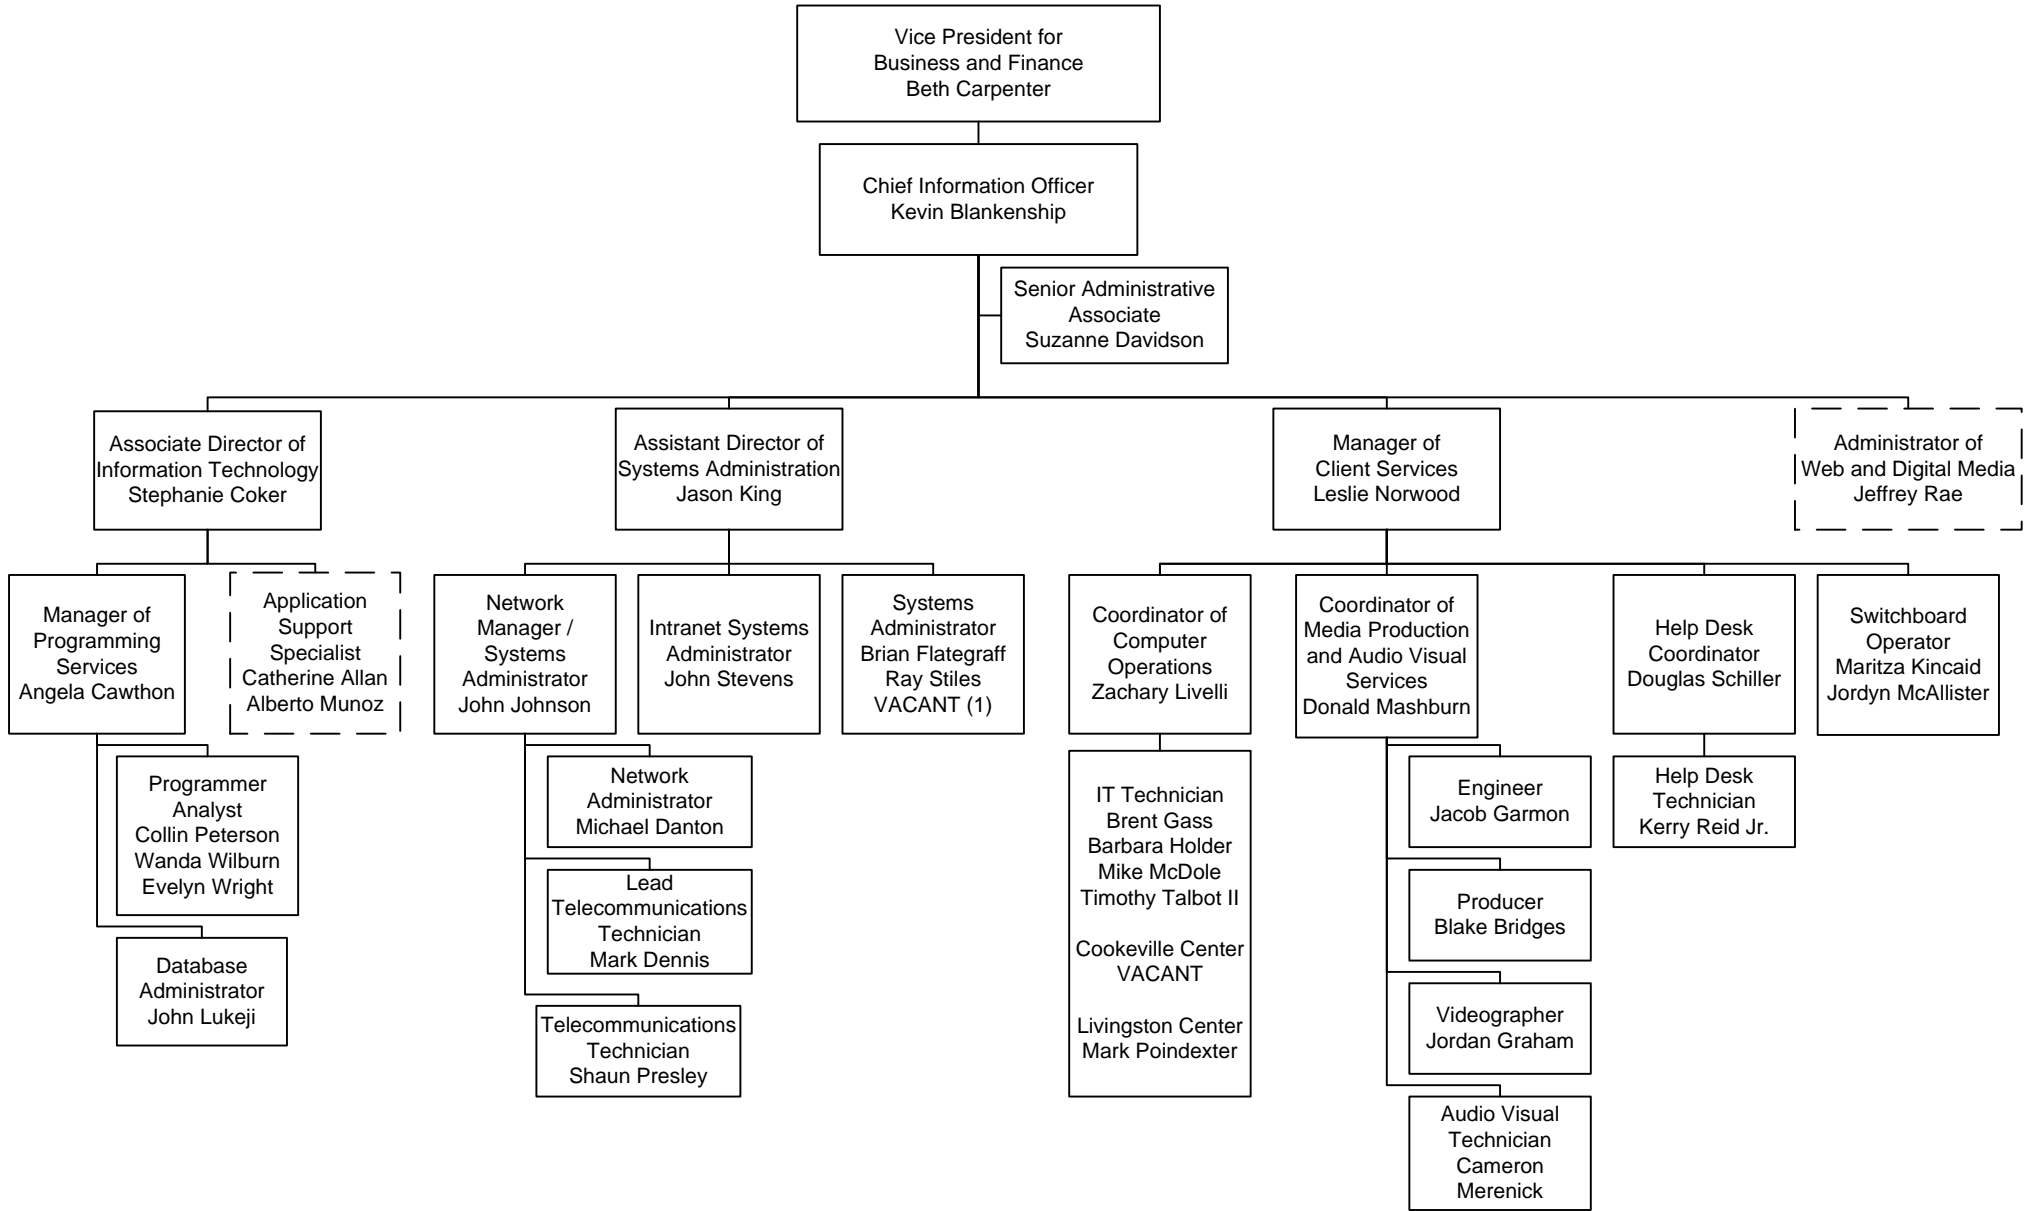 Vice President for
Business and Finance
Beth Carpenter
Chief Information Officer
Kevin Blankenship
Senior Administrative
Associate
Suzanne Davidson
Associate Director of
Information Technology
Stephanie Coker
Assistant Director of
Systems Administration
Jason King
Manager of
Client Services
Leslie Norwood
Administrator of
Web and Digital Media
Jeffrey Rae
Manager of
Programming
Services
Angela Cawthon
Application
Support
Specialist
Catherine Allan
Alberto Munoz
Network
Manager /
Systems
Administrator
John Johnson
Intranet Systems
Administrator
John Stevens
Systems
Administrator
Brian Flategraff
Ray Stiles
VACANT (1)
Coordinator of
Computer
Operations
Zachary Livelli
Coordinator of
Media Production
and Audio Visual
Services
Donald Mashburn
Help Desk
Coordinator
Douglas Schiller
Switchboard
Operator
Maritza Kincaid
Jordyn McAllister
Programmer
Analyst
Collin Peterson
Wanda Wilburn
Evelyn Wright
Database
Administrator
John Lukeji
Network
Administrator
Michael Danton
Lead
Telecommunications
Technician
Mark Dennis
Telecommunications
Technician
Shaun Presley
IT Technician
Brent Gass
Barbara Holder
Mike McDole
Timothy Talbot II
Cookeville Center
VACANT
Livingston Center
Mark Poindexter
Engineer
Jacob Garmon
Producer
Blake Bridges
Videographer
Jordan Graham
Audio Visual
Technician
Cameron
Merenick
Help Desk
Technician
Kerry Reid Jr.